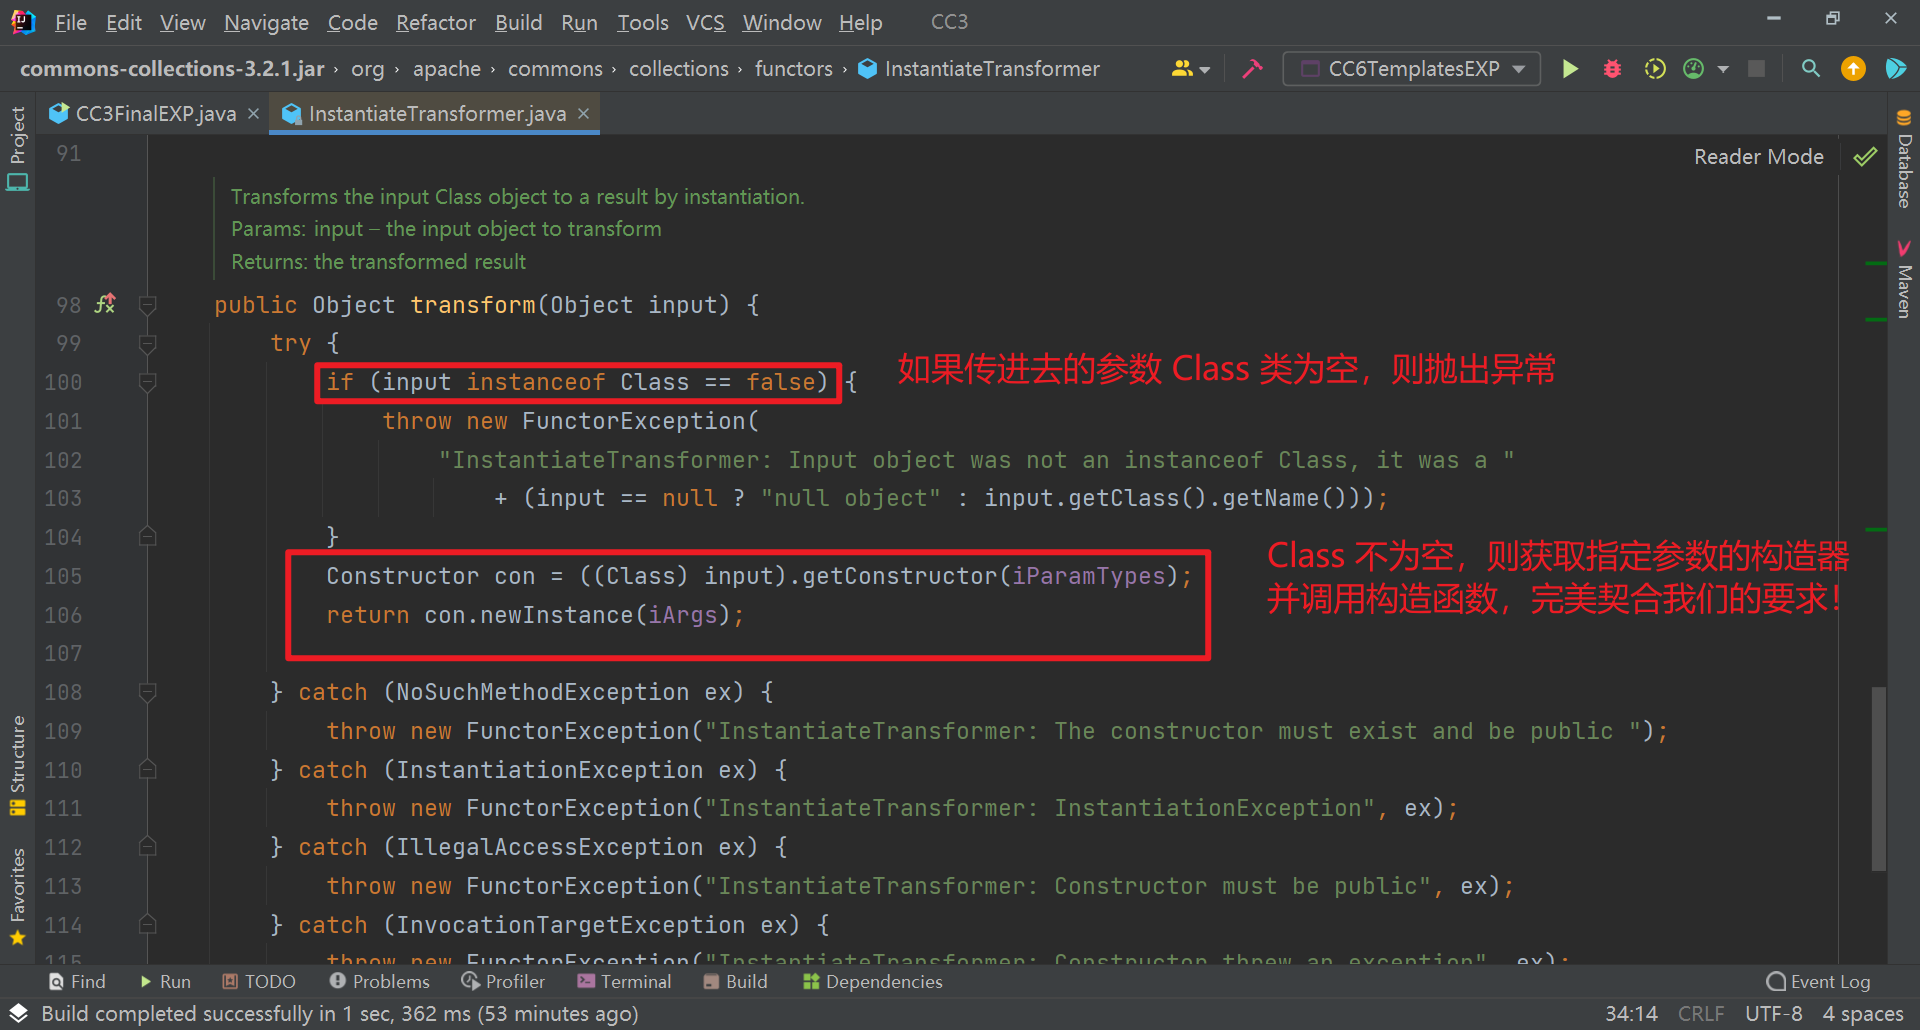 File Edit View Navigate Code Refactor Build Run Tools VCS Window Help CC3
commons-collections-3.2.1.jar › org › apache › commons › collections › functors › InstantiateTransformer CC6TemplatesEXP
CC3FinalEXP.java × InstantiateTransformer.java ×
Project
Structure
Favorites
Database
Maven
Reader Mode
91
Transforms the input Class object to a result by instantiation.
Params: input – the input object to transform
Returns: the transformed result
98 public Object transform(Object input) {
99 try {
100 if (input instanceof Class == false) {
如果传进去的参数 Class 类为空，则抛出异常
101 throw new FunctorException(
102 "InstantiateTransformer: Input object was not an instanceof Class, it was a "
103 + (input == null ? "null object" : input.getClass().getName()));
104 }
105 Constructor con = ((Class) input).getConstructor(iParamTypes);
106 return con.newInstance(iArgs);
Class 不为空，则获取指定参数的构造器
并调用构造函数，完美契合我们的要求！
107
108 } catch (NoSuchMethodException ex) {
109 throw new FunctorException("InstantiateTransformer: The constructor must exist and be public ");
110 } catch (InstantiationException ex) {
111 throw new FunctorException("InstantiateTransformer: InstantiationException", ex);
112 } catch (IllegalAccessException ex) {
113 throw new FunctorException("InstantiateTransformer: Constructor must be public", ex);
114 } catch (InvocationTargetException ex) {
115 throw new FunctorException("InstantiateTransformer: Constructor threw an exception", ex);
Find Run TODO Problems Profiler Terminal Build Dependencies Event Log
Build completed successfully in 1 sec, 362 ms (53 minutes ago) 34:14 CRLF UTF-8 4 spaces